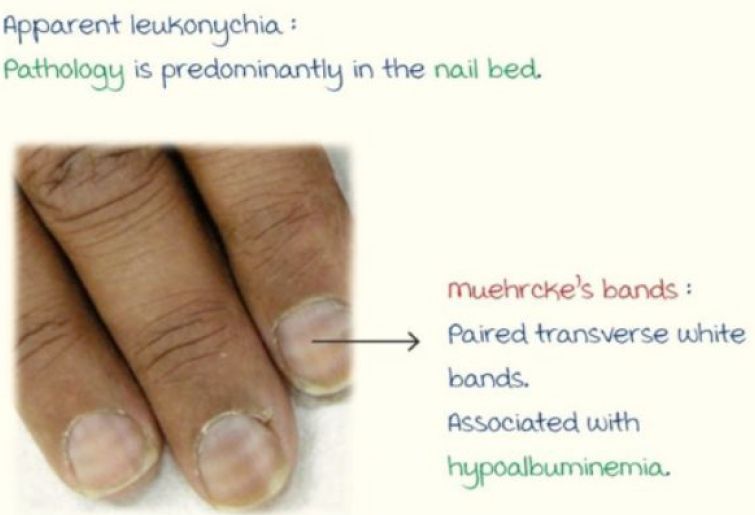 Apparent leukonychia :
Pathology is predominantly in the nail bed.
muehrcke's bands :
Paired transverse white
bands.
Associated with
hypoalbuminemia.